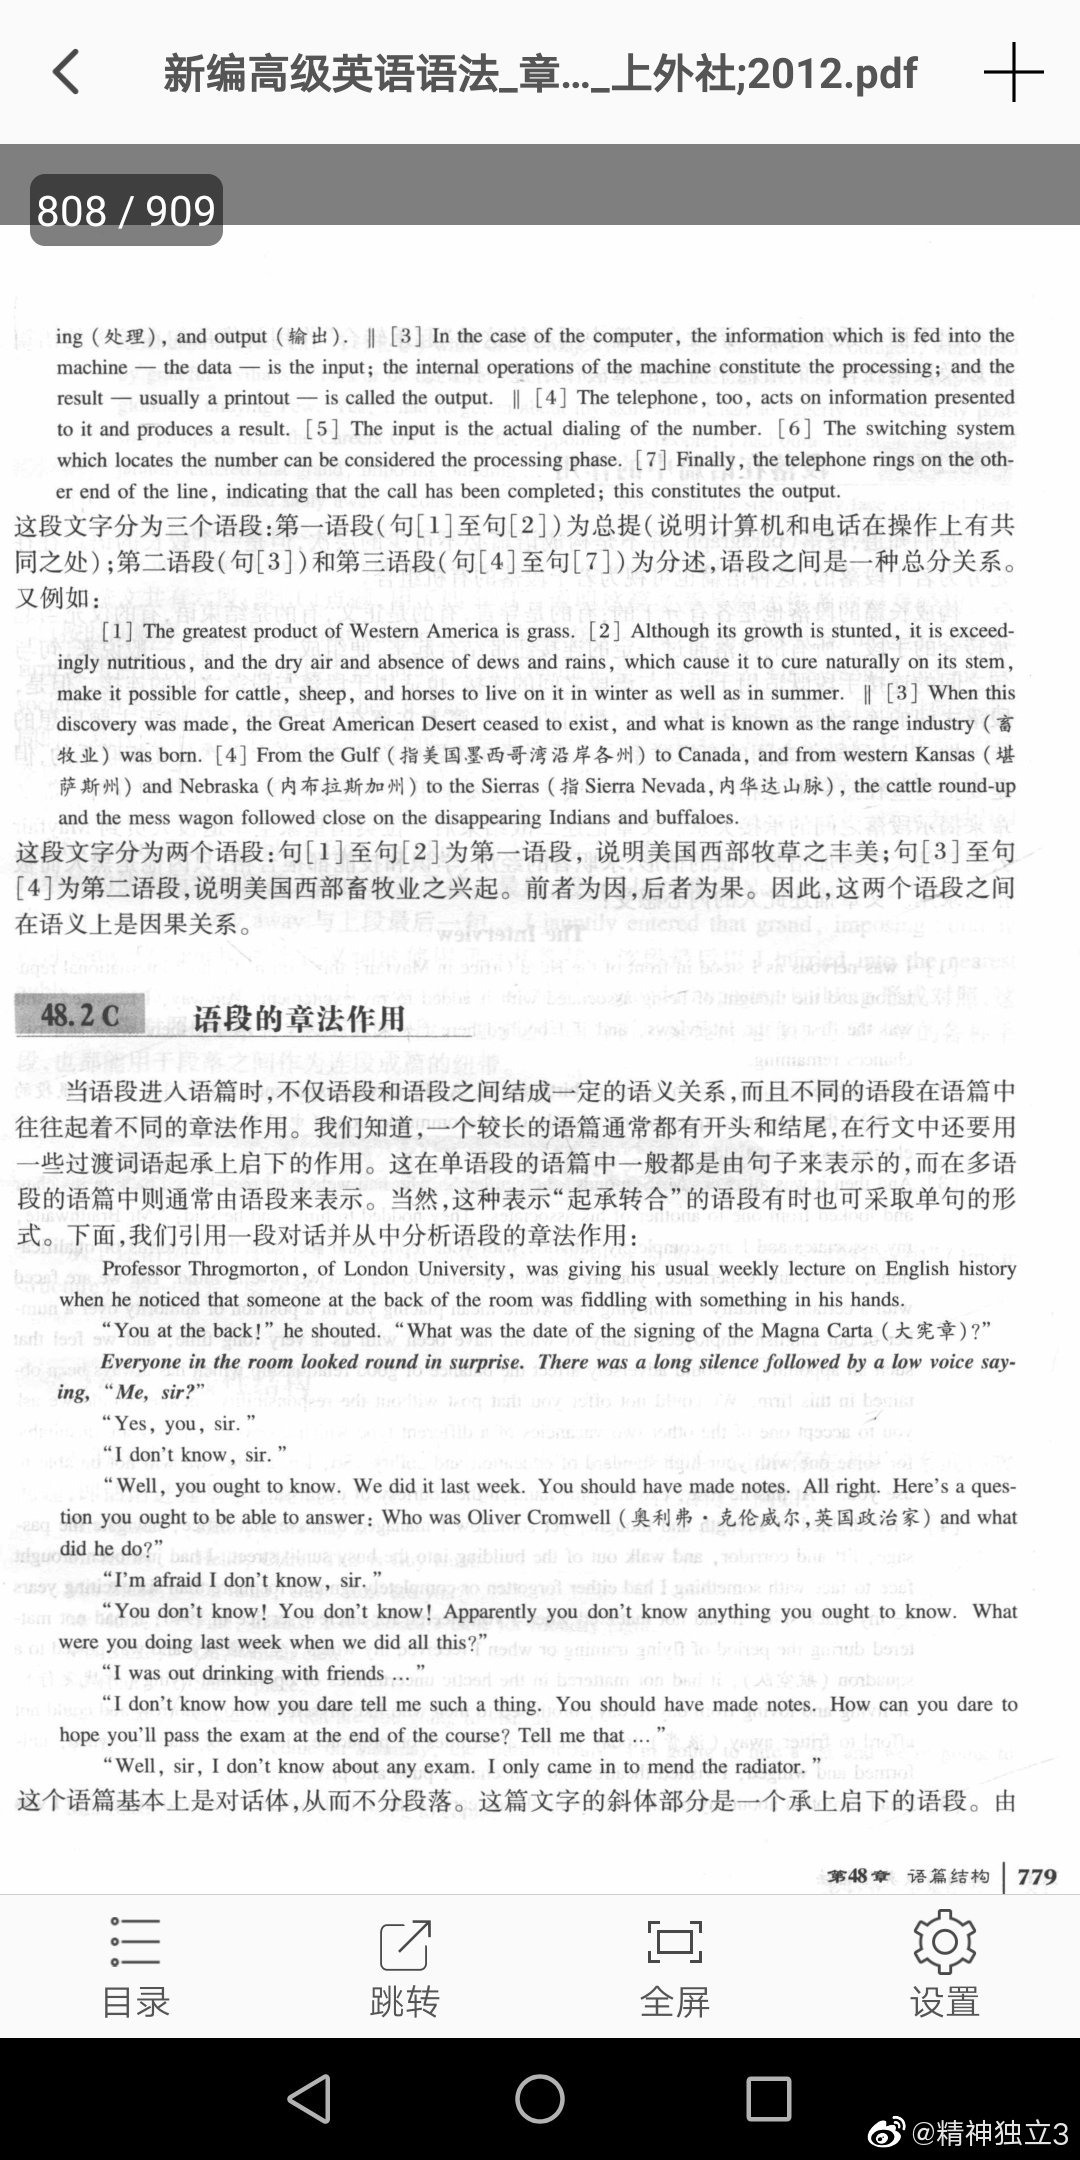 新编高级英语语法_章..._上外社;2012.pdf
808 / 909
ing (处理), and output (输出). ‖ [3] In the case of the computer, the information which is fed into the
machine — the data — is the input; the internal operations of the machine constitute the processing; and the
result — usually a printout — is called the output. ‖ [4] The telephone, too, acts on information presented
to it and produces a result. [5] The input is the actual dialing of the number. [6] The switching system
which locates the number can be considered the processing phase. [7] Finally, the telephone rings on the oth-
er end of the line, indicating that the call has been completed; this constitutes the output.
这段文字分为三个语段:第一语段(句[1]至句[2])为总提(说明计算机和电话在操作上有共
同之处);第二语段(句[3])和第三语段(句[4]至句[7])为分述,语段之间是一种总分关系。
又例如:
[1] The greatest product of Western America is grass. [2] Although its growth is stunted, it is exceed-
ingly nutritious, and the dry air and absence of dews and rains, which cause it to cure naturally on its stem,
make it possible for cattle, sheep, and horses to live on it in winter as well as in summer. ‖ [3] When this
discovery was made, the Great American Desert ceased to exist, and what is known as the range industry (畜
牧业) was born. [4] From the Gulf (指美国墨西哥湾沿岸各州) to Canada, and from western Kansas (堪
萨斯州) and Nebraska (内布拉斯加州) to the Sierras (指 Sierra Nevada,内华达山脉), the cattle round-up
and the mess wagon followed close on the disappearing Indians and buffaloes.
这段文字分为两个语段:句[1]至句[2]为第一语段,说明美国西部牧草之丰美;句[3]至句
[4]为第二语段,说明美国西部畜牧业之兴起。前者为因,后者为果。因此,这两个语段之间
在语义上是因果关系。
48.2 C 语段的章法作用
当语段进入语篇时,不仅语段和语段之间结成一定的语义关系,而且不同的语段在语篇中
往往起着不同的章法作用。我们知道,一个较长的语篇通常都有开头和结尾,在行文中还要用
一些过渡词语起承上启下的作用。这在单语段的语篇中一般都是由句子来表示的,而在多语
段的语篇中则通常由语段来表示。当然,这种表示“起承转合”的语段有时也可采取单句的形
式。下面,我们引用一段对话并从中分析语段的章法作用:
Professor Throgmorton, of London University, was giving his usual weekly lecture on English history
when he noticed that someone at the back of the room was fiddling with something in his hands.
“You at the back!” he shouted. “What was the date of the signing of the Magna Carta (大宪章)?”
Everyone in the room looked round in surprise. There was a long silence followed by a low voice say-
ing, “Me, sir?”
“Yes, you, sir.”
“I don't know, sir.”
“Well, you ought to know. We did it last week. You should have made notes. All right. Here's a ques-
tion you ought to be able to answer: Who was Oliver Cromwell (奥利弗·克伦威尔,英国政治家) and what
did he do?”
“I'm afraid I don't know, sir.”
“You don't know! You don't know! Apparently you don't know anything you ought to know. What
were you doing last week when we did all this?”
“I was out drinking with friends ...”
“I don't know how you dare tell me such a thing. You should have made notes. How can you dare to
hope you'll pass the exam at the end of the course? Tell me that ...”
“Well, sir, I don't know about any exam. I only came in to mend the radiator.”
这个语篇基本上是对话体,从而不分段落。这篇文字的斜体部分是一个承上启下的语段。由
第48章 语篇结构 | 779
目录 跳转 全屏 设置
@精神独立3